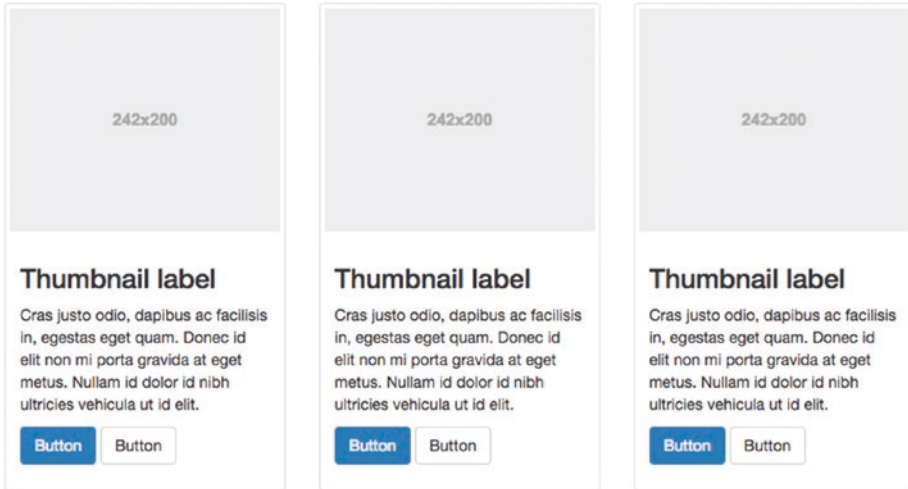 242x200
Thumbnail label
Cras justo odio, dapibus ac facilisis
in, egestas eget quam. Donec id
elit non mi porta gravida at eget
metus. Nullam id dolor id nibh
ultricies vehicula ut id elit.
Button Button
242x200
Thumbnail label
Cras justo odio, dapibus ac facilisis
in, egestas eget quam. Donec id
elit non mi porta gravida at eget
metus. Nullam id dolor id nibh
ultricies vehicula ut id elit.
Button Button
242x200
Thumbnail label
Cras justo odio, dapibus ac facilisis
in, egestas eget quam. Donec id
elit non mi porta gravida at eget
metus. Nullam id dolor id nibh
ultricies vehicula ut id elit.
Button Button